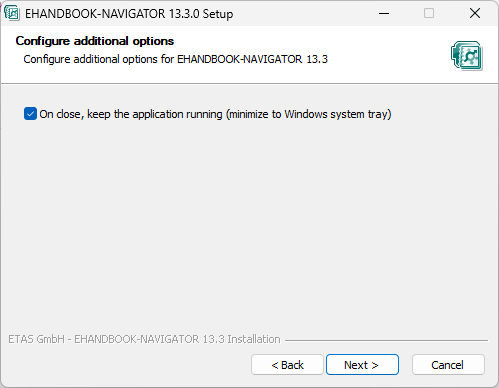 EHANDBOOK-NAVIGATOR 13.3.0 Setup
Configure additional options
Configure additional options for EHANDBOOK-NAVIGATOR 13.3
On close, keep the application running (minimize to Windows system tray)
ETAS GmbH - EHANDBOOK-NAVIGATOR 13.3 Installation
< Back
Next >
Cancel